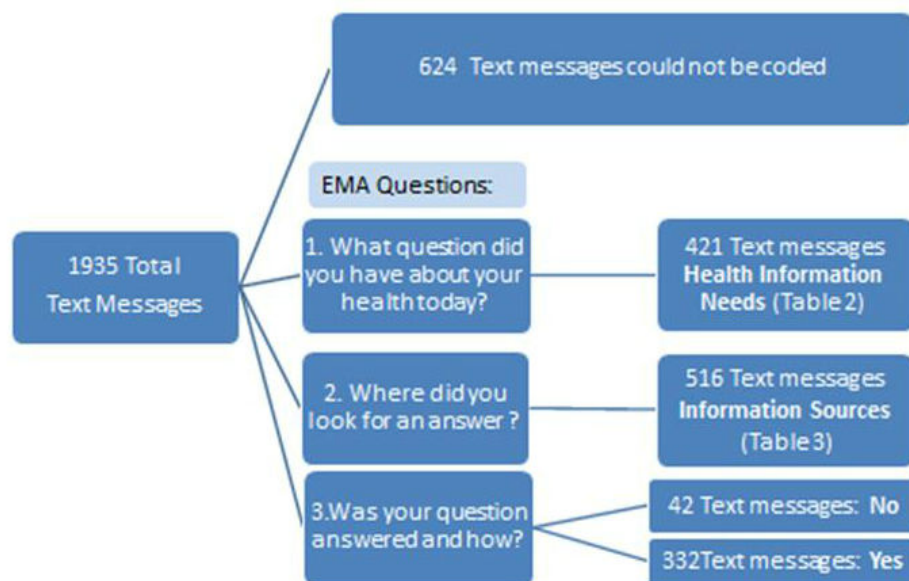 624 Text messages could not be coded
EMA Questions:
1935 Total
Text Messages
1. What question did
you have about your
health today?
421 Text messages
Health Information
Needs (Table 2)
2. Where did you
look for an answer ?
516 Text messages
Information Sources
(Table 3)
3.Was your question
answered and how?
42 Text messages: No
332Text messages: Yes